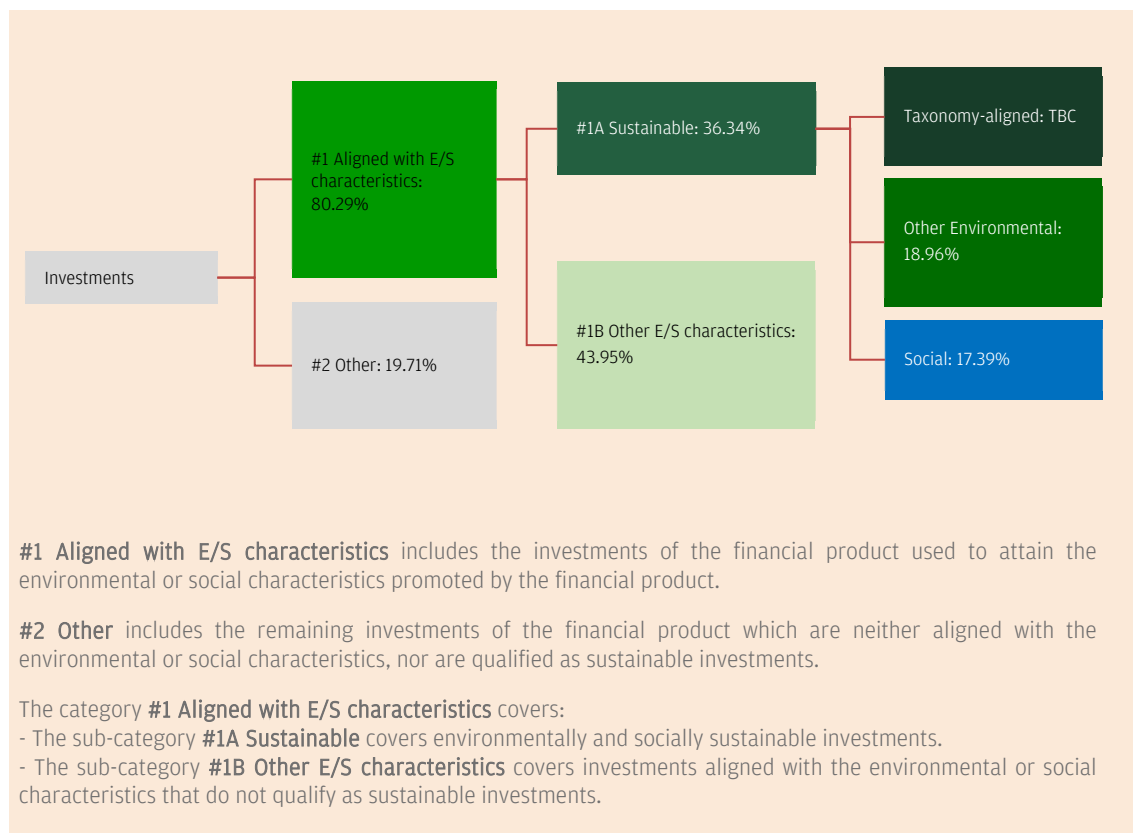 Investments
#1 Aligned with E/S
characteristics:
80.29%
#2 Other: 19.71%
#1A Sustainable: 36.34%
#1B Other E/S characteristics:
43.95%
Taxonomy-aligned: TBC
Other Environmental:
18.96%
Social: 17.39%
#1 Aligned with E/S characteristics includes the investments of the financial product used to attain the
environmental or social characteristics promoted by the financial product.
#2 Other includes the remaining investments of the financial product which are neither aligned with the
environmental or social characteristics, nor are qualified as sustainable investments.
The category #1 Aligned with E/S characteristics covers:
- The sub-category #1A Sustainable covers environmentally and socially sustainable investments.
- The sub-category #1B Other E/S characteristics covers investments aligned with the environmental or social
characteristics that do not qualify as sustainable investments.